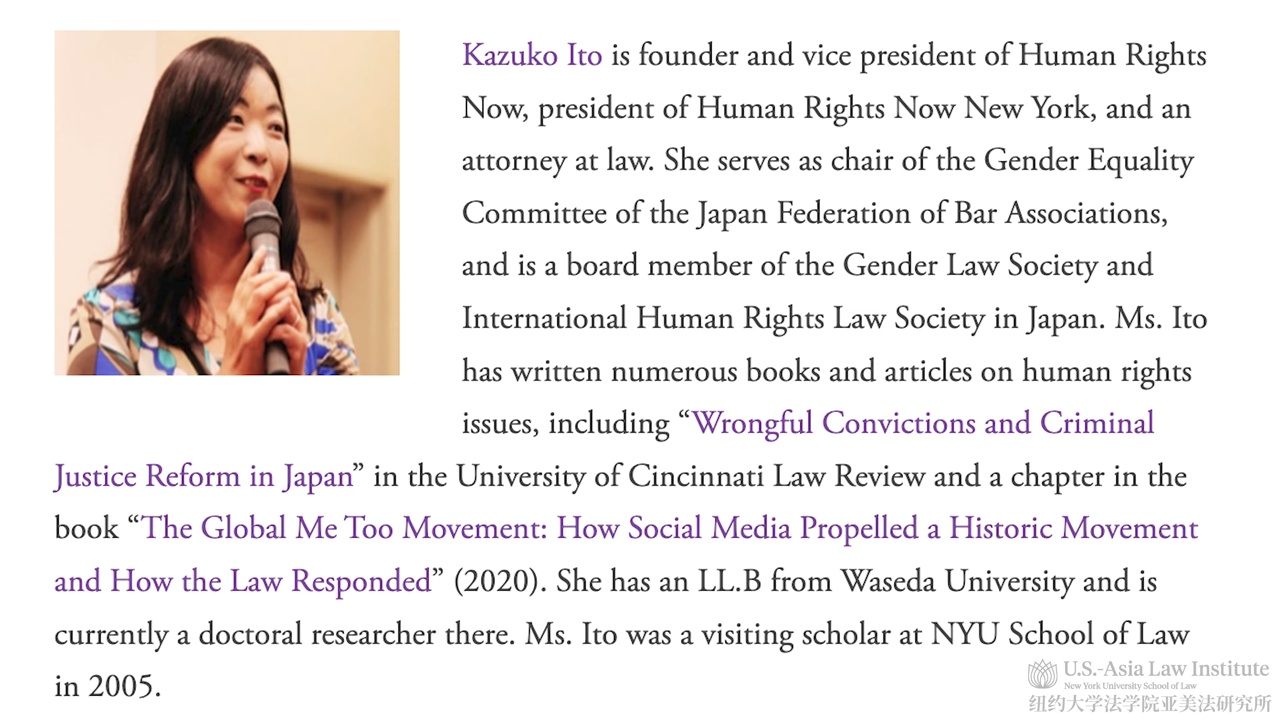 Kazuko Ito is founder and vice president of Human Rights
Now, president of Human Rights Now New York, and an
attorney at law. She serves as chair of the Gender Equality
Committee of the Japan Federation of Bar Associations,
and is a board member of the Gender Law Society and
International Human Rights Law Society in Japan. Ms. Ito
has written numerous books and articles on human rights
issues, including “Wrongful Convictions and Criminal
Justice Reform in Japan” in the University of Cincinnati Law Review and a chapter in the
book “The Global Me Too Movement: How Social Media Propelled a Historic Movement
and How the Law Responded” (2020). She has an LL.B from Waseda University and is
currently a doctoral researcher there. Ms. Ito was a visiting scholar at NYU School of Law
in 2005.
U.S.-Asia Law Institute
New York University School of Law
纽约大学法学院亚美法研究所